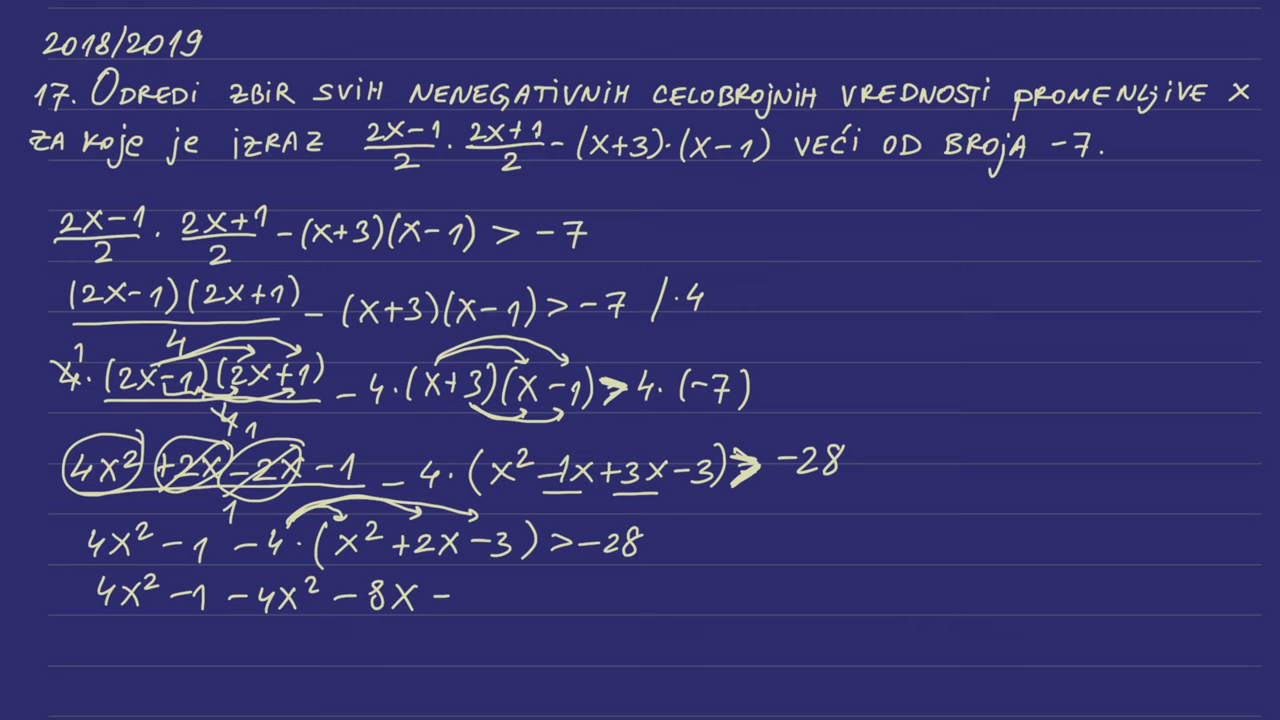 2018/2019
17. ODREDI ZBIR SVIH NENEGATIVNIH CELOBROJNIH VREDNOSTI PROMENLJIVE X
ZA KOJE JE IZRAZ (2X-1)/2 · (2X+1)/2 - (X+3)·(X-1) VEĆI OD BROJA -7.
(2X-1)/2 · (2X+1)/2 - (X+3)(X-1) > -7
(2X-1)(2X+1)/4 - (X+3)(X-1) > -7 /·4
4¹·(2X-1)(2X+1)/4 1 - 4·(X+3)(X-1) > 4·(-7)
4X² +2X -2X -1/1 - 4·(X² -1X+3X-3) > -28
4X² -1 -4·(X² +2X -3) > -28
4X² -1 -4X² -8X -